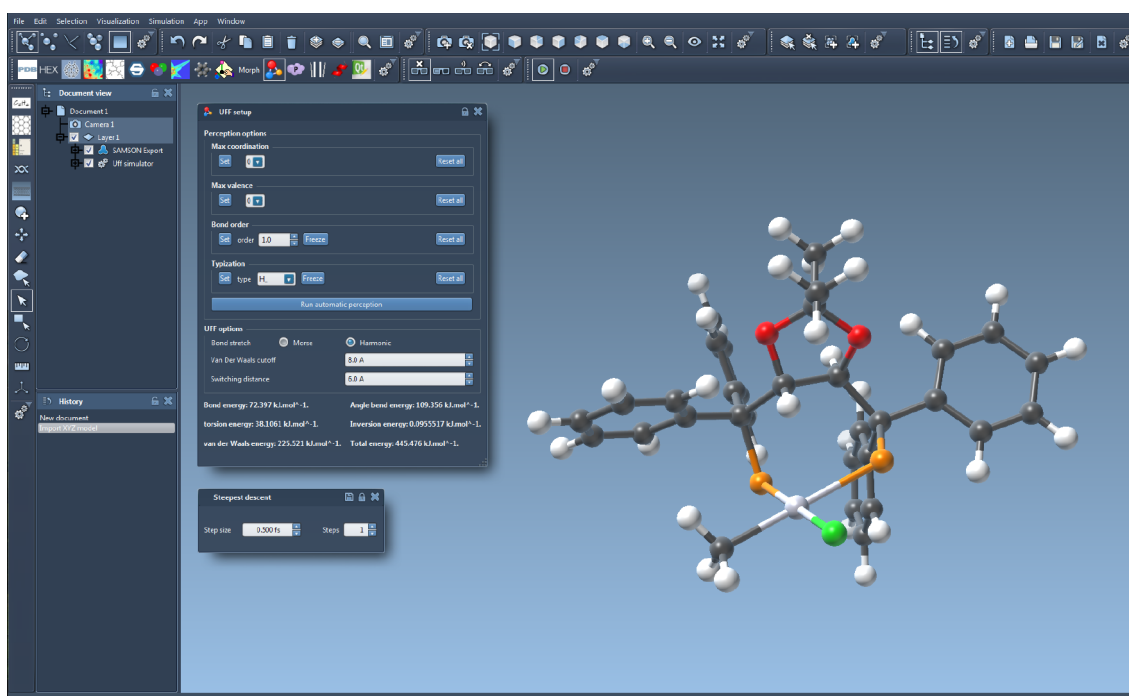 File Edit Selection Visualization Simulation App Window
PDB HEX Morph
Document view
Document 1
Camera 1
Layer 1
SAMSON Export
Uff simulator
History
New document
Import XYZ model
UFF setup
Perception options
Max coordination
Set 0 Reset all
Max valence
Set 0 Reset all
Bond order
Set order 1.0 Freeze Reset all
Typization
Set type H_ Freeze Reset all
Run automatic perception
UFF options
Bond stretch Morse Harmonic
Van Der Waals cutoff 8.0 A
Switching distance 6.0 A
Bond energy: 72.397 kJ.mol^-1. Angle bend energy: 109.356 kJ.mol^-1.
torsion energy: 38.1061 kJ.mol^-1. Inversion energy: 0.0955517 kJ.mol^-1.
van der Waals energy: 225.521 kJ.mol^-1. Total energy: 445.476 kJ.mol^-1.
Steepest descent
Step size 0.500 fs Steps 1